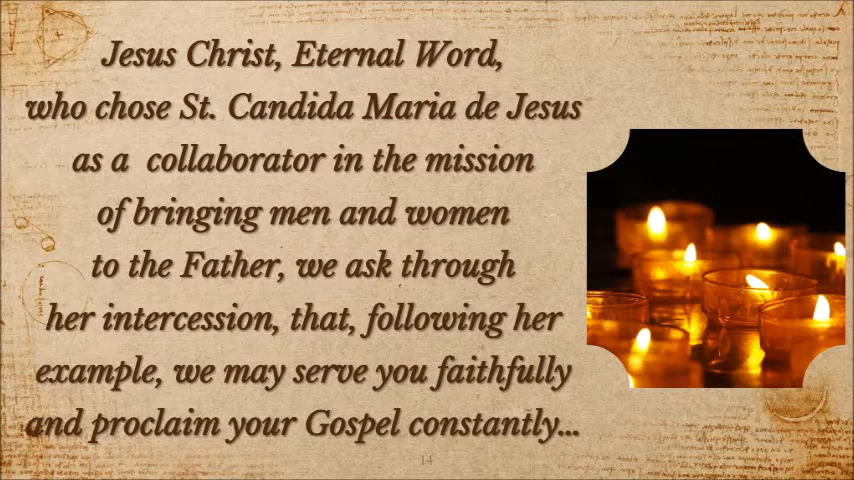 Jesus Christ, Eternal Word,
who chose St. Candida Maria de Jesus
as a collaborator in the mission
of bringing men and women
to the Father, we ask through
her intercession, that, following her
example, we may serve you faithfully
and proclaim your Gospel constantly...
14